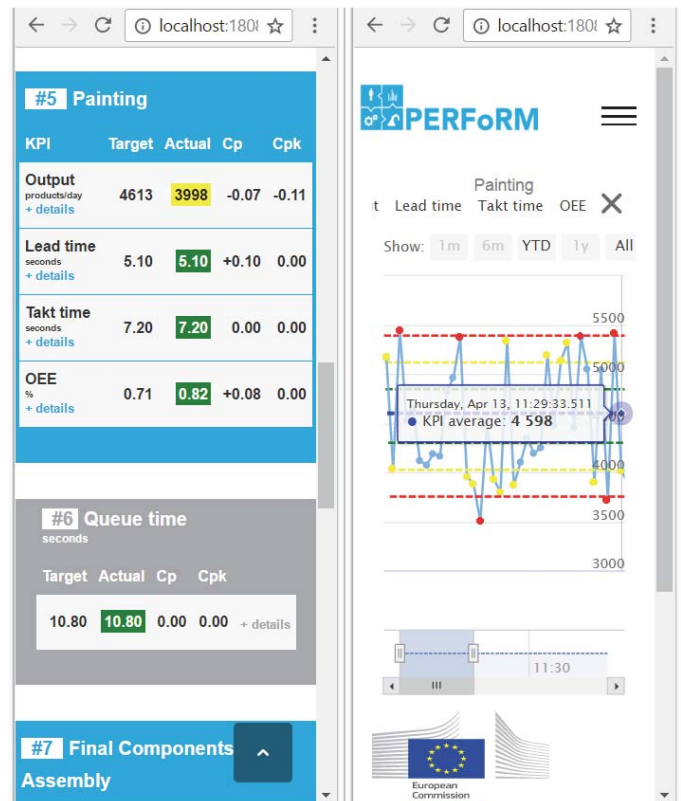 localhost:1808
#5 Painting
KPI Target Actual Cp Cpk
Output
products/day
+ details
4613 3998 -0.07 -0.11
Lead time
seconds
+ details
5.10 5.10 +0.10 0.00
Takt time
seconds
+ details
7.20 7.20 0.00 0.00
OEE
%
+ details
0.71 0.82 +0.08 0.00
#6 Queue time
seconds
Target Actual Cp Cpk
10.80 10.80 0.00 0.00 + details
#7 Final Components
Assembly
localhost:180
PERFoRM
Painting
t Lead time Takt time OEE
Show: 1m 6m YTD 1y All
5500
5000
Thursday, Apr 13, 11:29:33.511
KPI average: 4 598
4000
3500
3000
11:30
European
Commission